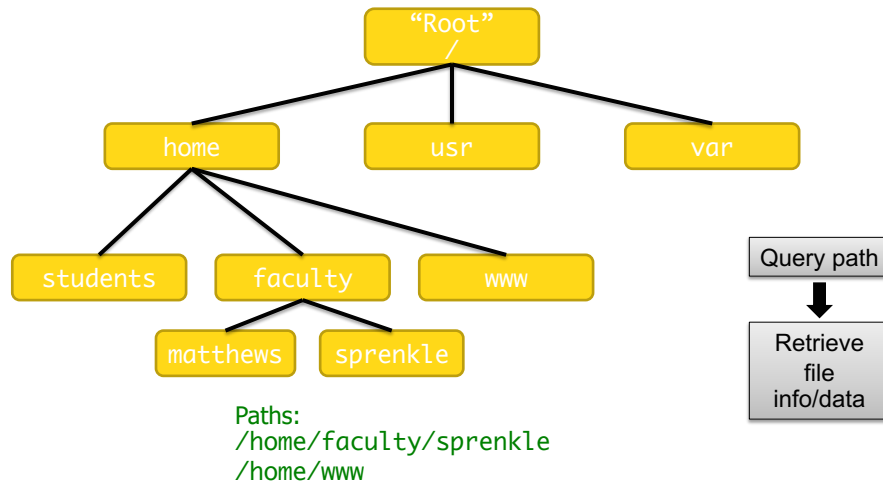 “Root”
/
home
usr
var
students
faculty
www
Query path
matthews
sprenkle
Retrieve
file
info/data
Paths:
/home/faculty/sprenkle
/home/www